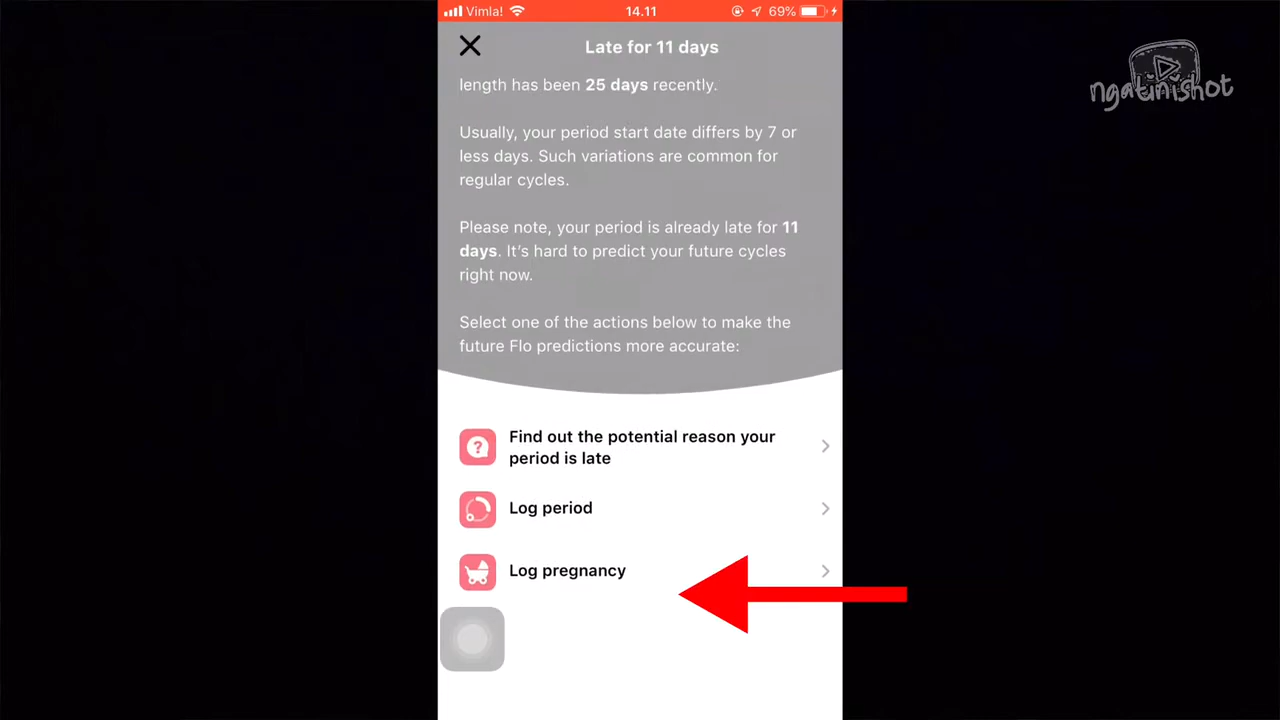 Vimla!
14.11
69%
Late for 11 days
ngatinishot
length has been 25 days recently.
Usually, your period start date differs by 7 or
less days. Such variations are common for
regular cycles.
Please note, your period is already late for 11
days. It's hard to predict your future cycles
right now.
Select one of the actions below to make the
future Flo predictions more accurate:
Find out the potential reason your
period is late
Log period
Log pregnancy